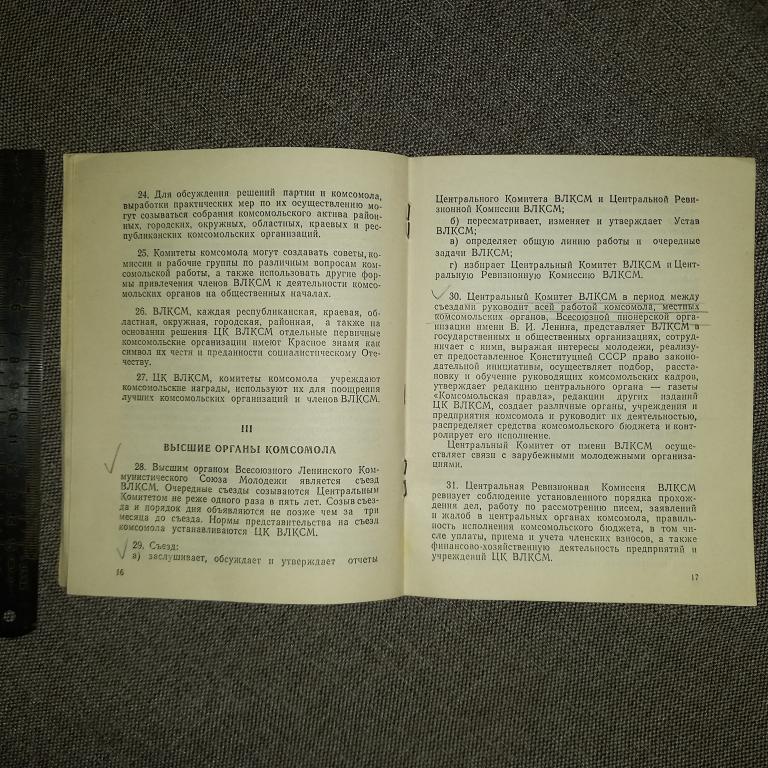 24. Для обсуждения решений партии и комсомола,
выработки практических мер по их осуществлению мо-
гут созываться собрания комсомольского актива район-
ных, городских, окружных, областных, краевых и рес-
публиканских комсомольских организаций.
25. Комитеты комсомола могут создавать советы, ко-
миссии и рабочие группы по различным вопросам ком-
сомольской работы, а также использовать другие фор-
мы привлечения членов ВЛКСМ к деятельности комсо-
мольских органов на общественных началах.
26. ВЛКСМ, каждая республиканская, краевая, об-
ластная, окружная, городская, районная, а также на
основании решения ЦК ВЛКСМ отдельные первичные
комсомольские организации имеют Красное знамя как
символ их чести и преданности социалистическому Оте-
честву.
27. ЦК ВЛКСМ, комитеты комсомола учреждают
комсомольские награды, используют их для поощрения
лучших комсомольских организаций и членов ВЛКСМ.
III
ВЫСШИЕ ОРГАНЫ КОМСОМОЛА
28. Высшим органом Всесоюзного Ленинского Ком-
мунистического Союза Молодежи является съезд
ВЛКСМ. Очередные съезды созываются Центральным
Комитетом не реже одного раза в пять лет. Созыв съез-
да и порядок дня объявляются не позже чем за три
месяца до съезда. Нормы представительства на съезд
комсомола устанавливаются ЦК ВЛКСМ.
29. Съезд:
а) заслушивает, обсуждает и утверждает отчеты
16
Центрального Комитета ВЛКСМ и Центральной Реви-
зионной Комиссии ВЛКСМ;
б) пересматривает, изменяет и утверждает Устав
ВЛКСМ;
в) определяет общую линию работы и очередные
задачи ВЛКСМ;
г) избирает Центральный Комитет ВЛКСМ и Цент-
ральную Ревизионную Комиссию ВЛКСМ.
30. Центральный Комитет ВЛКСМ в период между
съездами руководит всей работой комсомола, местных
комсомольских органов, Всесоюзной пионерской орга-
низации имени В. И. Ленина, представляет ВЛКСМ в
государственных и общественных организациях, сотруд-
ничает с ними, выражая интересы молодежи, реализу-
ет предоставленное Конституцией СССР право законо-
дательной инициативы, осуществляет подбор, расста-
новку и обучение руководящих комсомольских кадров,
утверждает редакцию центрального органа — газеты
«Комсомольская правда», редакции других изданий
ЦК ВЛКСМ, создает различные органы, учреждения и
предприятия комсомола и руководит их деятельностью,
распределяет средства комсомольского бюджета и конт-
ролирует его исполнение.
Центральный Комитет от имени ВЛКСМ осуще-
ствляет связи с зарубежными молодежными организа-
циями.
31. Центральная Ревизионная Комиссия ВЛКСМ
ревизует соблюдение установленного порядка прохож-
дения дел, работу по рассмотрению писем, заявлений
и жалоб в центральных органах комсомола, правиль-
ность исполнения комсомольского бюджета, в том чис-
ле уплаты, приема и учета членских взносов, а также
финансово-хозяйственную деятельность предприятий и
учреждений ЦК ВЛКСМ.
17